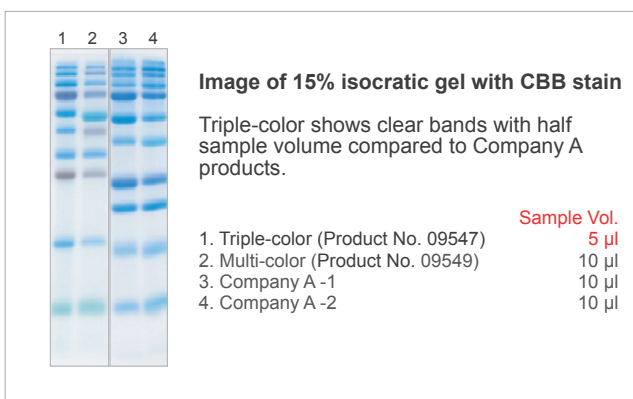 1 2 3 4
Image of 15% isocratic gel with CBB stain
Triple-color shows clear bands with half
sample volume compared to Company A
products.
Sample Vol.
1. Triple-color (Product No. 09547) 5 µl
2. Multi-color (Product No. 09549) 10 µl
3. Company A -1 10 µl
4. Company A -2 10 µl